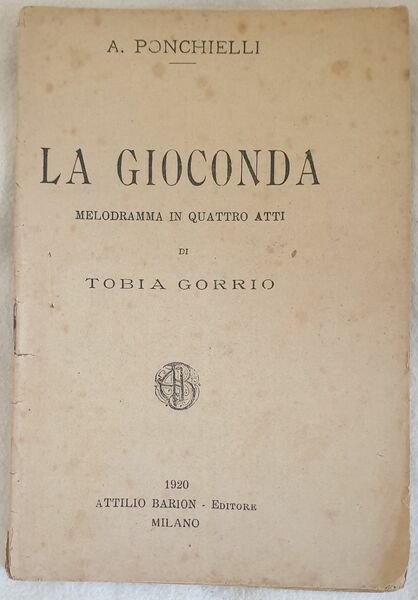 A. PONCHIELLI
LA GIOCONDA
MELODRAMMA IN QUATTRO ATTI
DI
TOBIA GORRIO
1920
ATTILIO BARION - EDITORE
MILANO